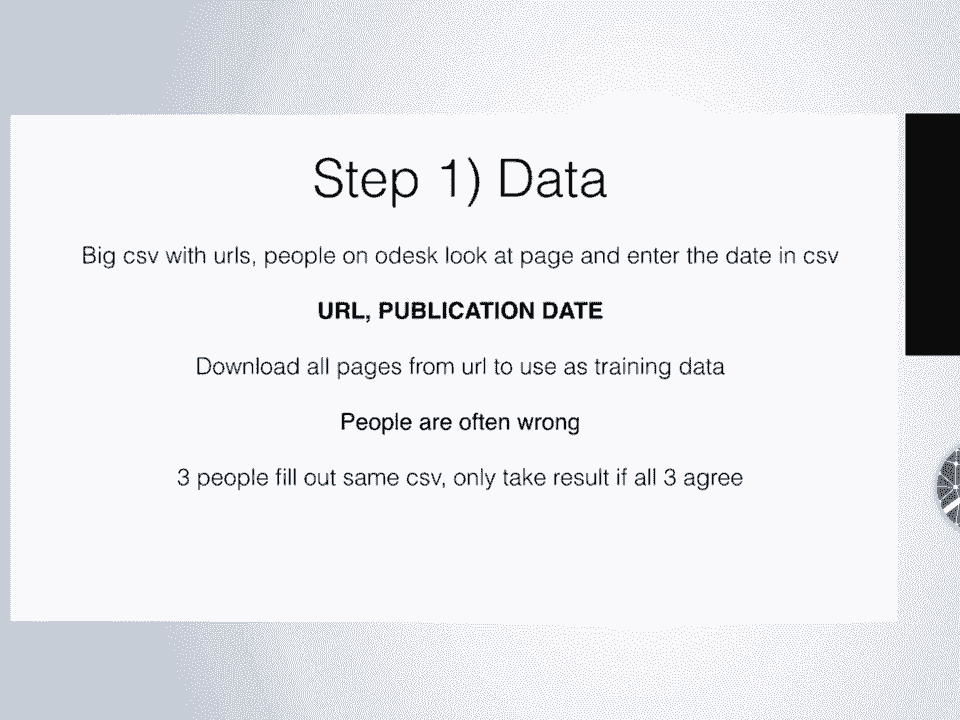 Step 1) Data
Big csv with urls, people on odesk look at page and enter the date in csv
URL, PUBLICATION DATE
Download all pages from url to use as training data
People are often wrong
3 people fill out same csv, only take result if all 3 agree